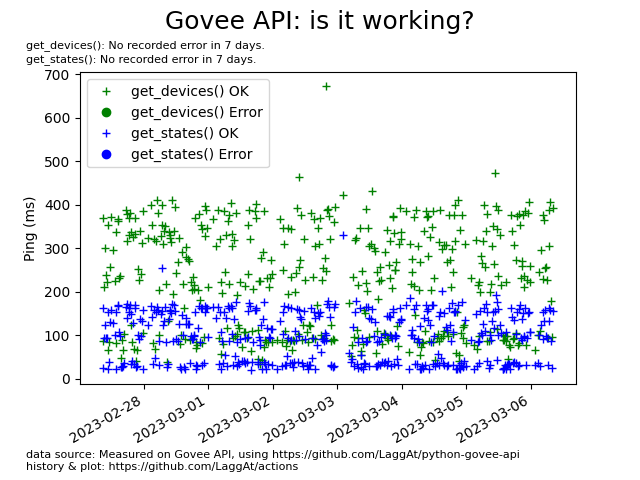 Govee API: is it working?
get_devices(): No recorded error in 7 days.
get_states(): No recorded error in 7 days.
700
600
500
400
300
200
100
0
Ping (ms)
get_devices() OK
get_devices() Error
get_states() OK
get_states() Error
2023-02-28
2023-03-01
2023-03-02
2023-03-03
2023-03-04
2023-03-05
2023-03-06
data source: Measured on Govee API, using https://github.com/LaggAt/python-govee-api
history & plot: https://github.com/LaggAt/actions